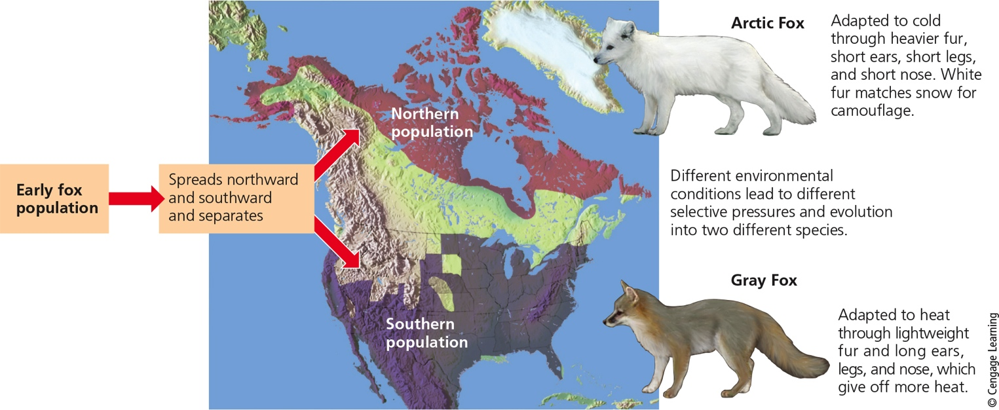 Early fox
population
Spreads northward
and southward
and separates
Northern
population
Southern
population
Arctic Fox
Adapted to cold
through heavier fur,
short ears, short legs,
and short nose. White
fur matches snow for
camouflage.
Different environmental
conditions lead to different
selective pressures and evolution
into two different species.
Gray Fox
Adapted to heat
through lightweight
fur and long ears,
legs, and nose, which
give off more heat.
© Cengage Learning